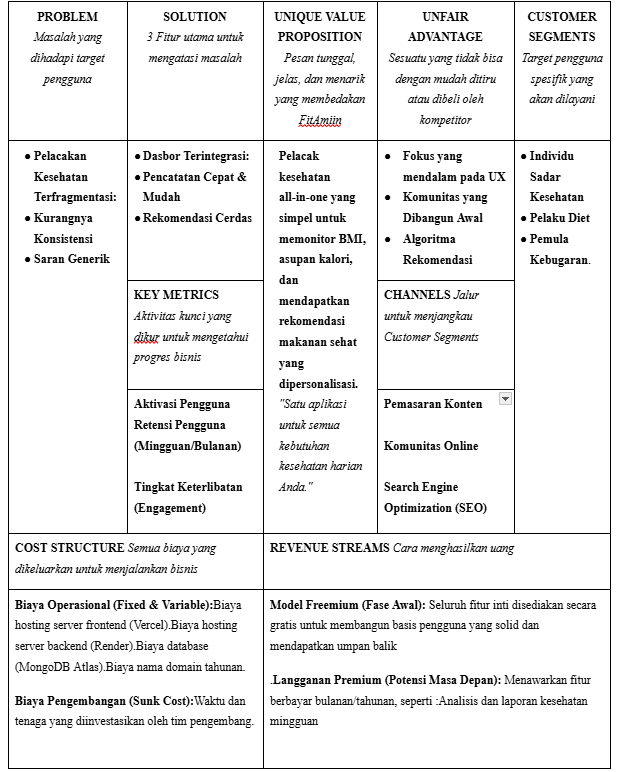 PROBLEM
Masalah yang
dihadapi target
pengguna
SOLUTION
3 Fitur utama untuk
mengatasi masalah
UNIQUE VALUE
PROPOSITION
Pesan tunggal,
jelas, dan menarik
yang membedakan
FitAmiin
UNFAIR
ADVANTAGE
Sesuatu yang tidak bisa
dengan mudah ditiru
atau dibeli oleh
kompetitor
CUSTOMER
SEGMENTS
Target pengguna
spesifik yang
akan dilayani
● Pelacakan
Kesehatan
Terfragmentasi:
● Kurangnya
Konsistensi
● Saran Generik
● Dasbor Terintegrasi:
● Pencatatan Cepat &
Mudah
● Rekomendasi Cerdas
KEY METRICS
Aktivitas kunci yang
dikur untuk mengetahui
progres bisnis
Aktivasi Pengguna
Retensi Pengguna
(Mingguan/Bulanan)
Tingkat Keterlibatan
(Engagement)
Pelacak
kesehatan
all-in-one yang
simpel untuk
memonitor BMI,
asupan kalori,
dan
mendapatkan
rekomendasi
makanan sehat
yang
dipersonalisasi.
"Satu aplikasi
untuk semua
kebutuhan
kesehatan harian
Anda."
● Fokus yang
mendalam pada UX
● Komunitas yang
Dibangun Awal
● Algoritma
Rekomendasi
CHANNELS Jalur
untuk menjangkau
Customer Segments
Pemasaran Konten
Komunitas Online
Search Engine
Optimization (SEO)
● Individu
Sadar
Kesehatan
● Pelaku Diet
● Pemula
Kebugaran.
COST STRUCTURE Semua biaya yang
dikeluarkan untuk menjalankan bisnis
REVENUE STREAMS Cara menghasilkan uang
Biaya Operasional (Fixed & Variable):Biaya
hosting server frontend (Vercel).Biaya hosting
server backend (Render).Biaya database
(MongoDB Atlas).Biaya nama domain tahunan.
Biaya Pengembangan (Sunk Cost):Waktu dan
tenaga yang diinvestasikan oleh tim pengembang.
Model Freemium (Fase Awal): Seluruh fitur inti disediakan secara
gratis untuk membangun basis pengguna yang solid dan
mendapatkan umpan balik
.Langganan Premium (Potensi Masa Depan): Menawarkan fitur
berbayar bulanan/tahunan, seperti :Analisis dan laporan kesehatan
mingguan